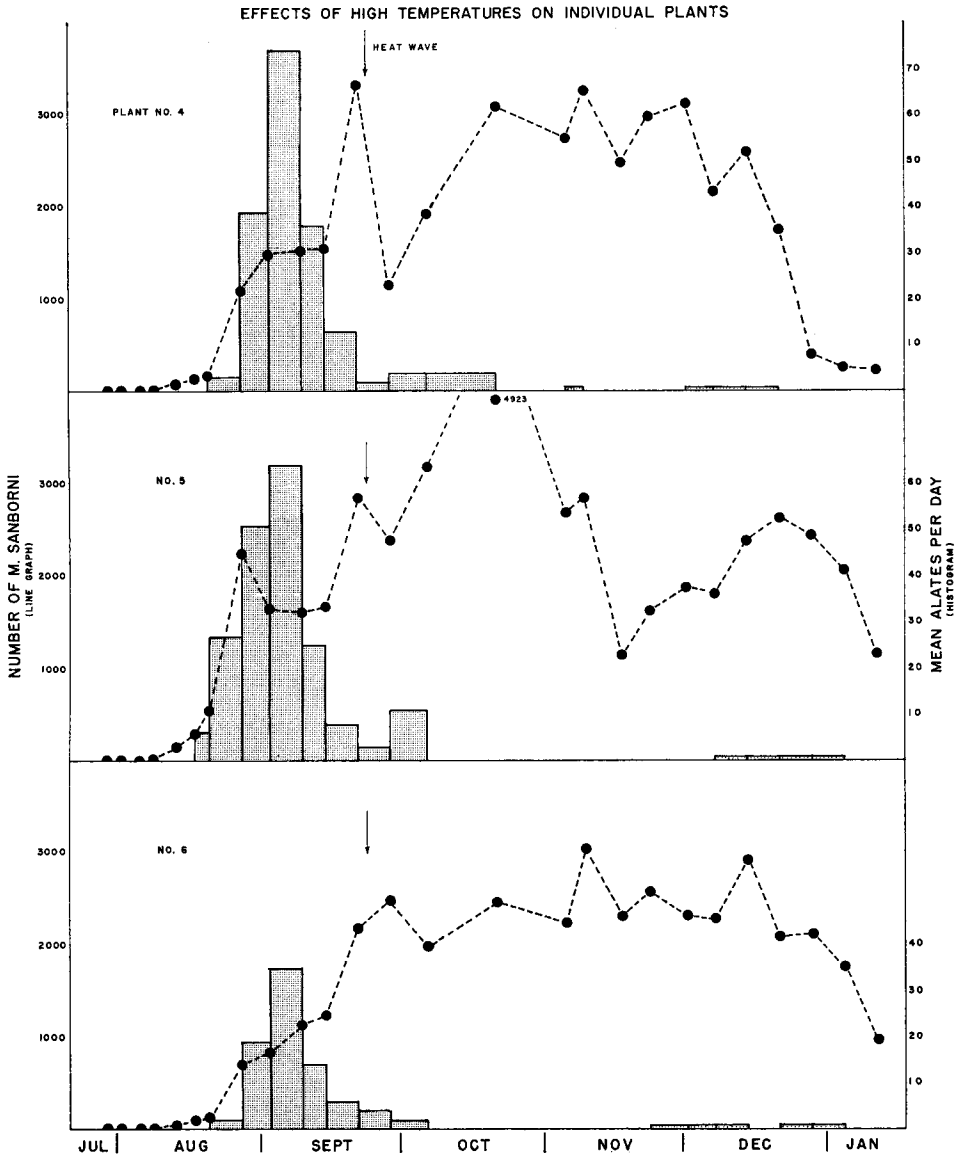 EFFECTS OF HIGH TEMPERATURES ON INDIVIDUAL PLANTS
HEAT WAVE
PLANT NO. 4
3000
2000
1000
70
60
50
40
30
20
10
4923
NO. 5
3000
2000
1000
60
50
40
30
20
10
NUMBER OF M. SANBORNI
(LINE GRAPH)
MEAN ALATES PER DAY
(HISTOGRAM)
NO. 6
3000
2000
1000
40
30
20
10
JUL | AUG | SEPT | OCT | NOV | DEC | JAN